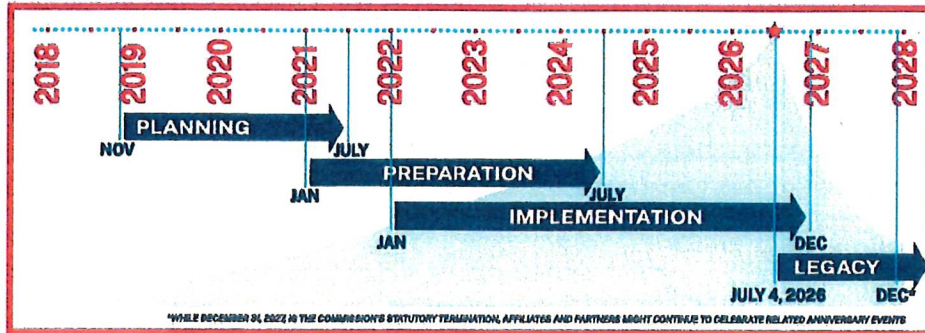 2018 2019 2020 2021 2022 2023 2024 2025 2026 2027 2028
PLANNING
NOV JULY
PREPARATION
JAN JULY
IMPLEMENTATION
JAN DEC
LEGACY
JULY 4, 2026 DEC*
*WHILE DECEMBER 31, 2027, IS THE COMMISSION'S STATUTORY TERMINATION, AFFILIATES AND PARTNERS MIGHT CONTINUE TO CELEBRATE RELATED ANNIVERSARY EVENTS